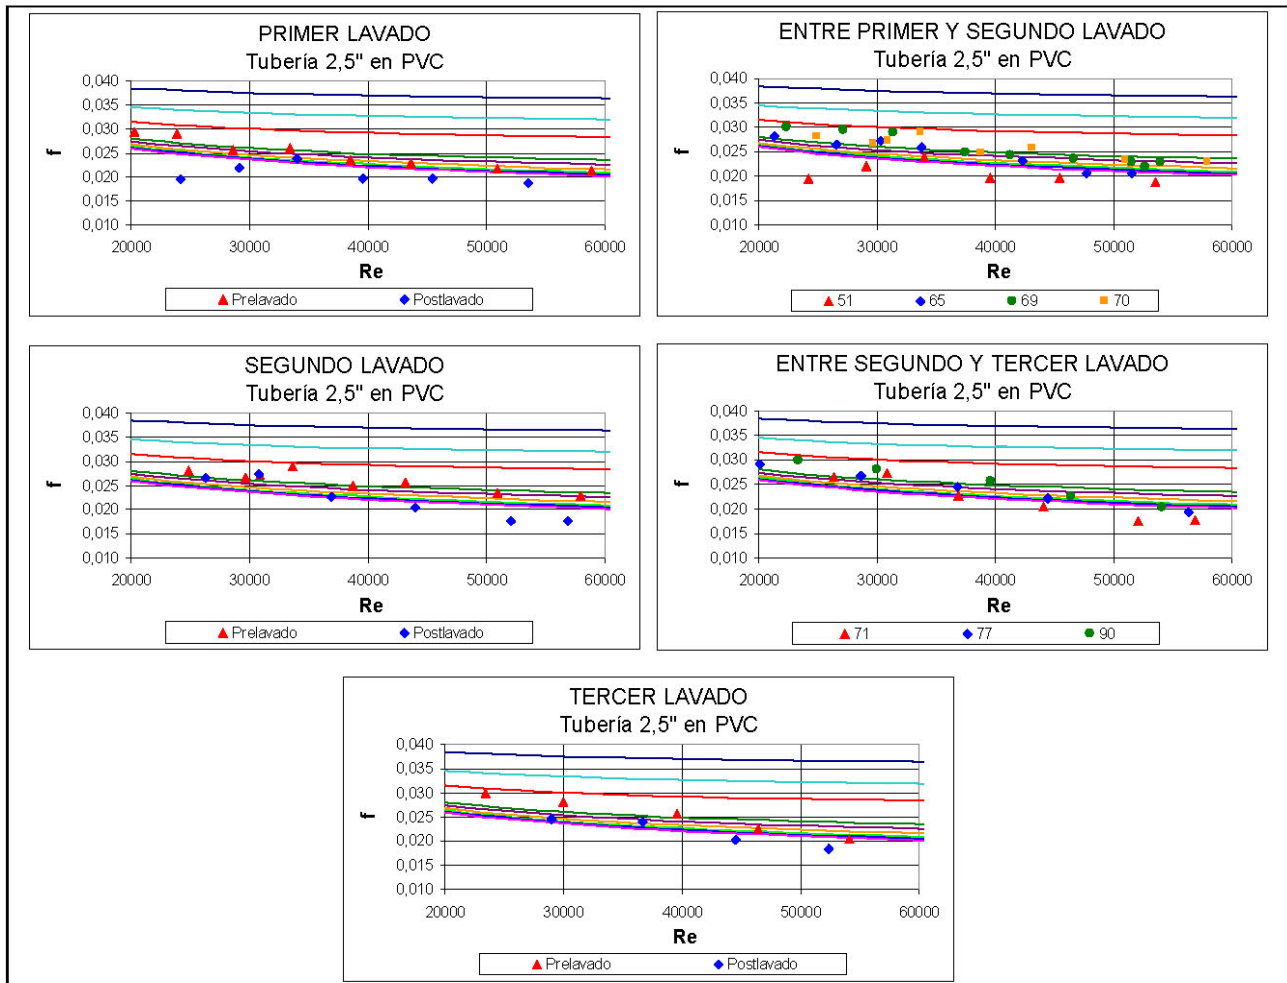 PRIMER LAVADO
Tubería 2,5" en PVC
0,040
0,035
0,030
0,025
0,020
0,015
0,010
f
20000 30000 40000 50000 60000
Re
Prelavado Postlavado
ENTRE PRIMER Y SEGUNDO LAVADO
Tubería 2,5" en PVC
0,040
0,035
0,030
0,025
0,020
0,015
0,010
f
20000 30000 40000 50000 60000
Re
51 65 69 70
SEGUNDO LAVADO
Tubería 2,5" en PVC
0,040
0,035
0,030
0,025
0,020
0,015
0,010
f
20000 30000 40000 50000 60000
Re
Prelavado Postlavado
ENTRE SEGUNDO Y TERCER LAVADO
Tubería 2,5" en PVC
0,040
0,035
0,030
0,025
0,020
0,015
0,010
f
20000 30000 40000 50000 60000
Re
71 77 90
TERCER LAVADO
Tubería 2,5" en PVC
0,040
0,035
0,030
0,025
0,020
0,015
0,010
f
20000 30000 40000 50000 60000
Re
Prelavado Postlavado